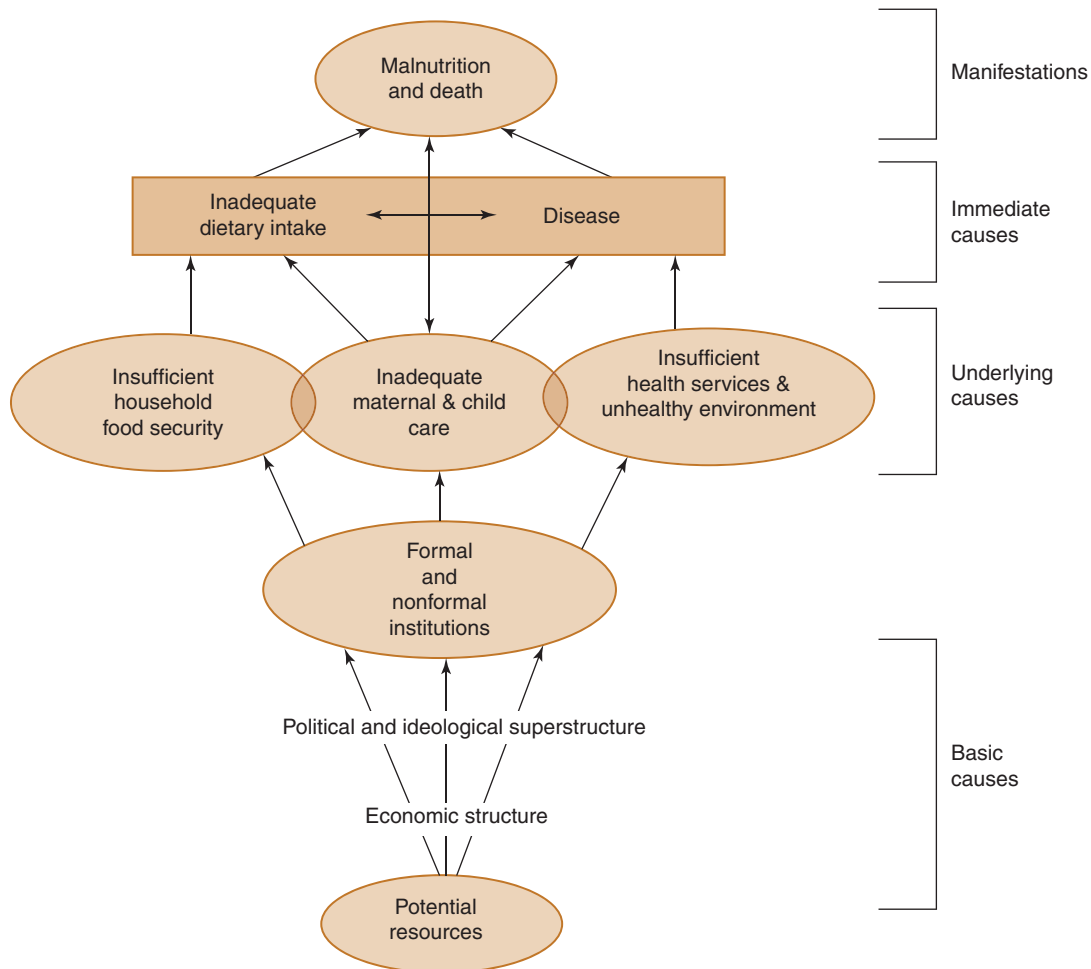 Malnutrition
and death
Manifestations
Inadequate
dietary intake
Disease
Immediate
causes
Insufficient
household
food security
Inadequate
maternal & child
care
Insufficient
health services &
unhealthy environment
Underlying
causes
Formal
and
nonformal
institutions
Political and ideological superstructure
Economic structure
Basic
causes
Potential
resources